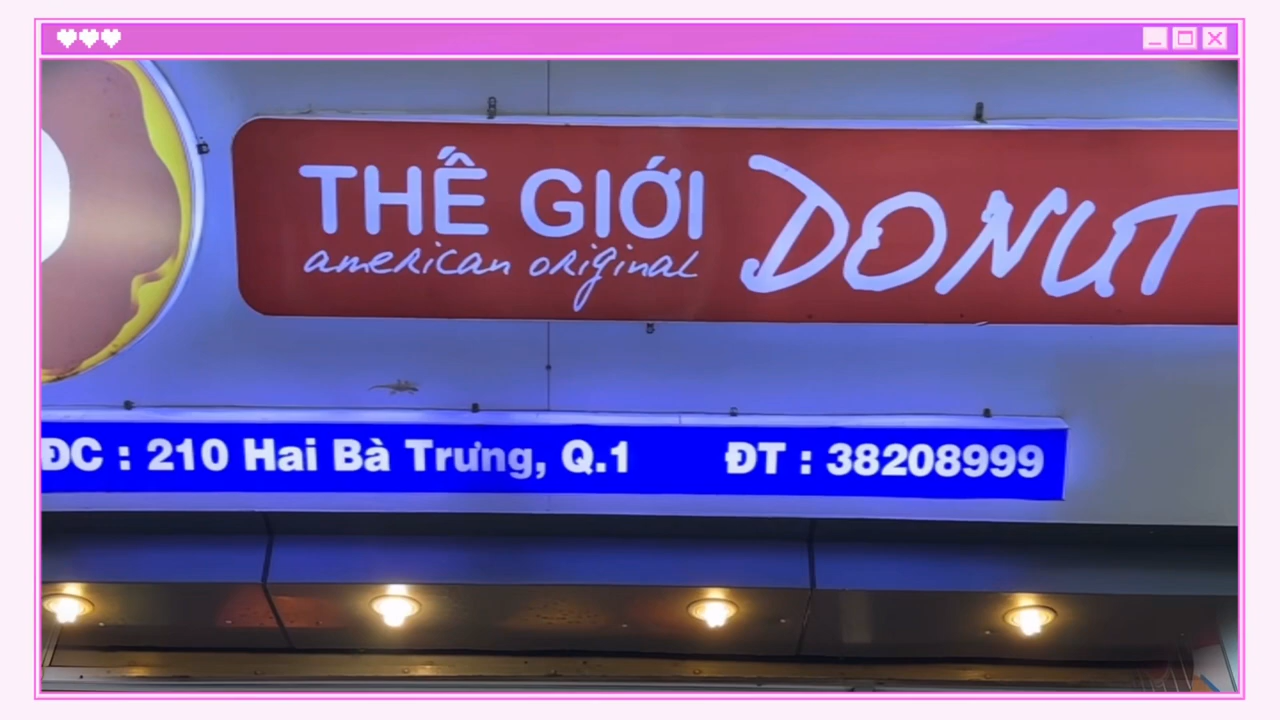 THẾ GIỚI DONUT
american original
ĐC : 210 Hai Bà Trưng, Q.1 ĐT : 38208999